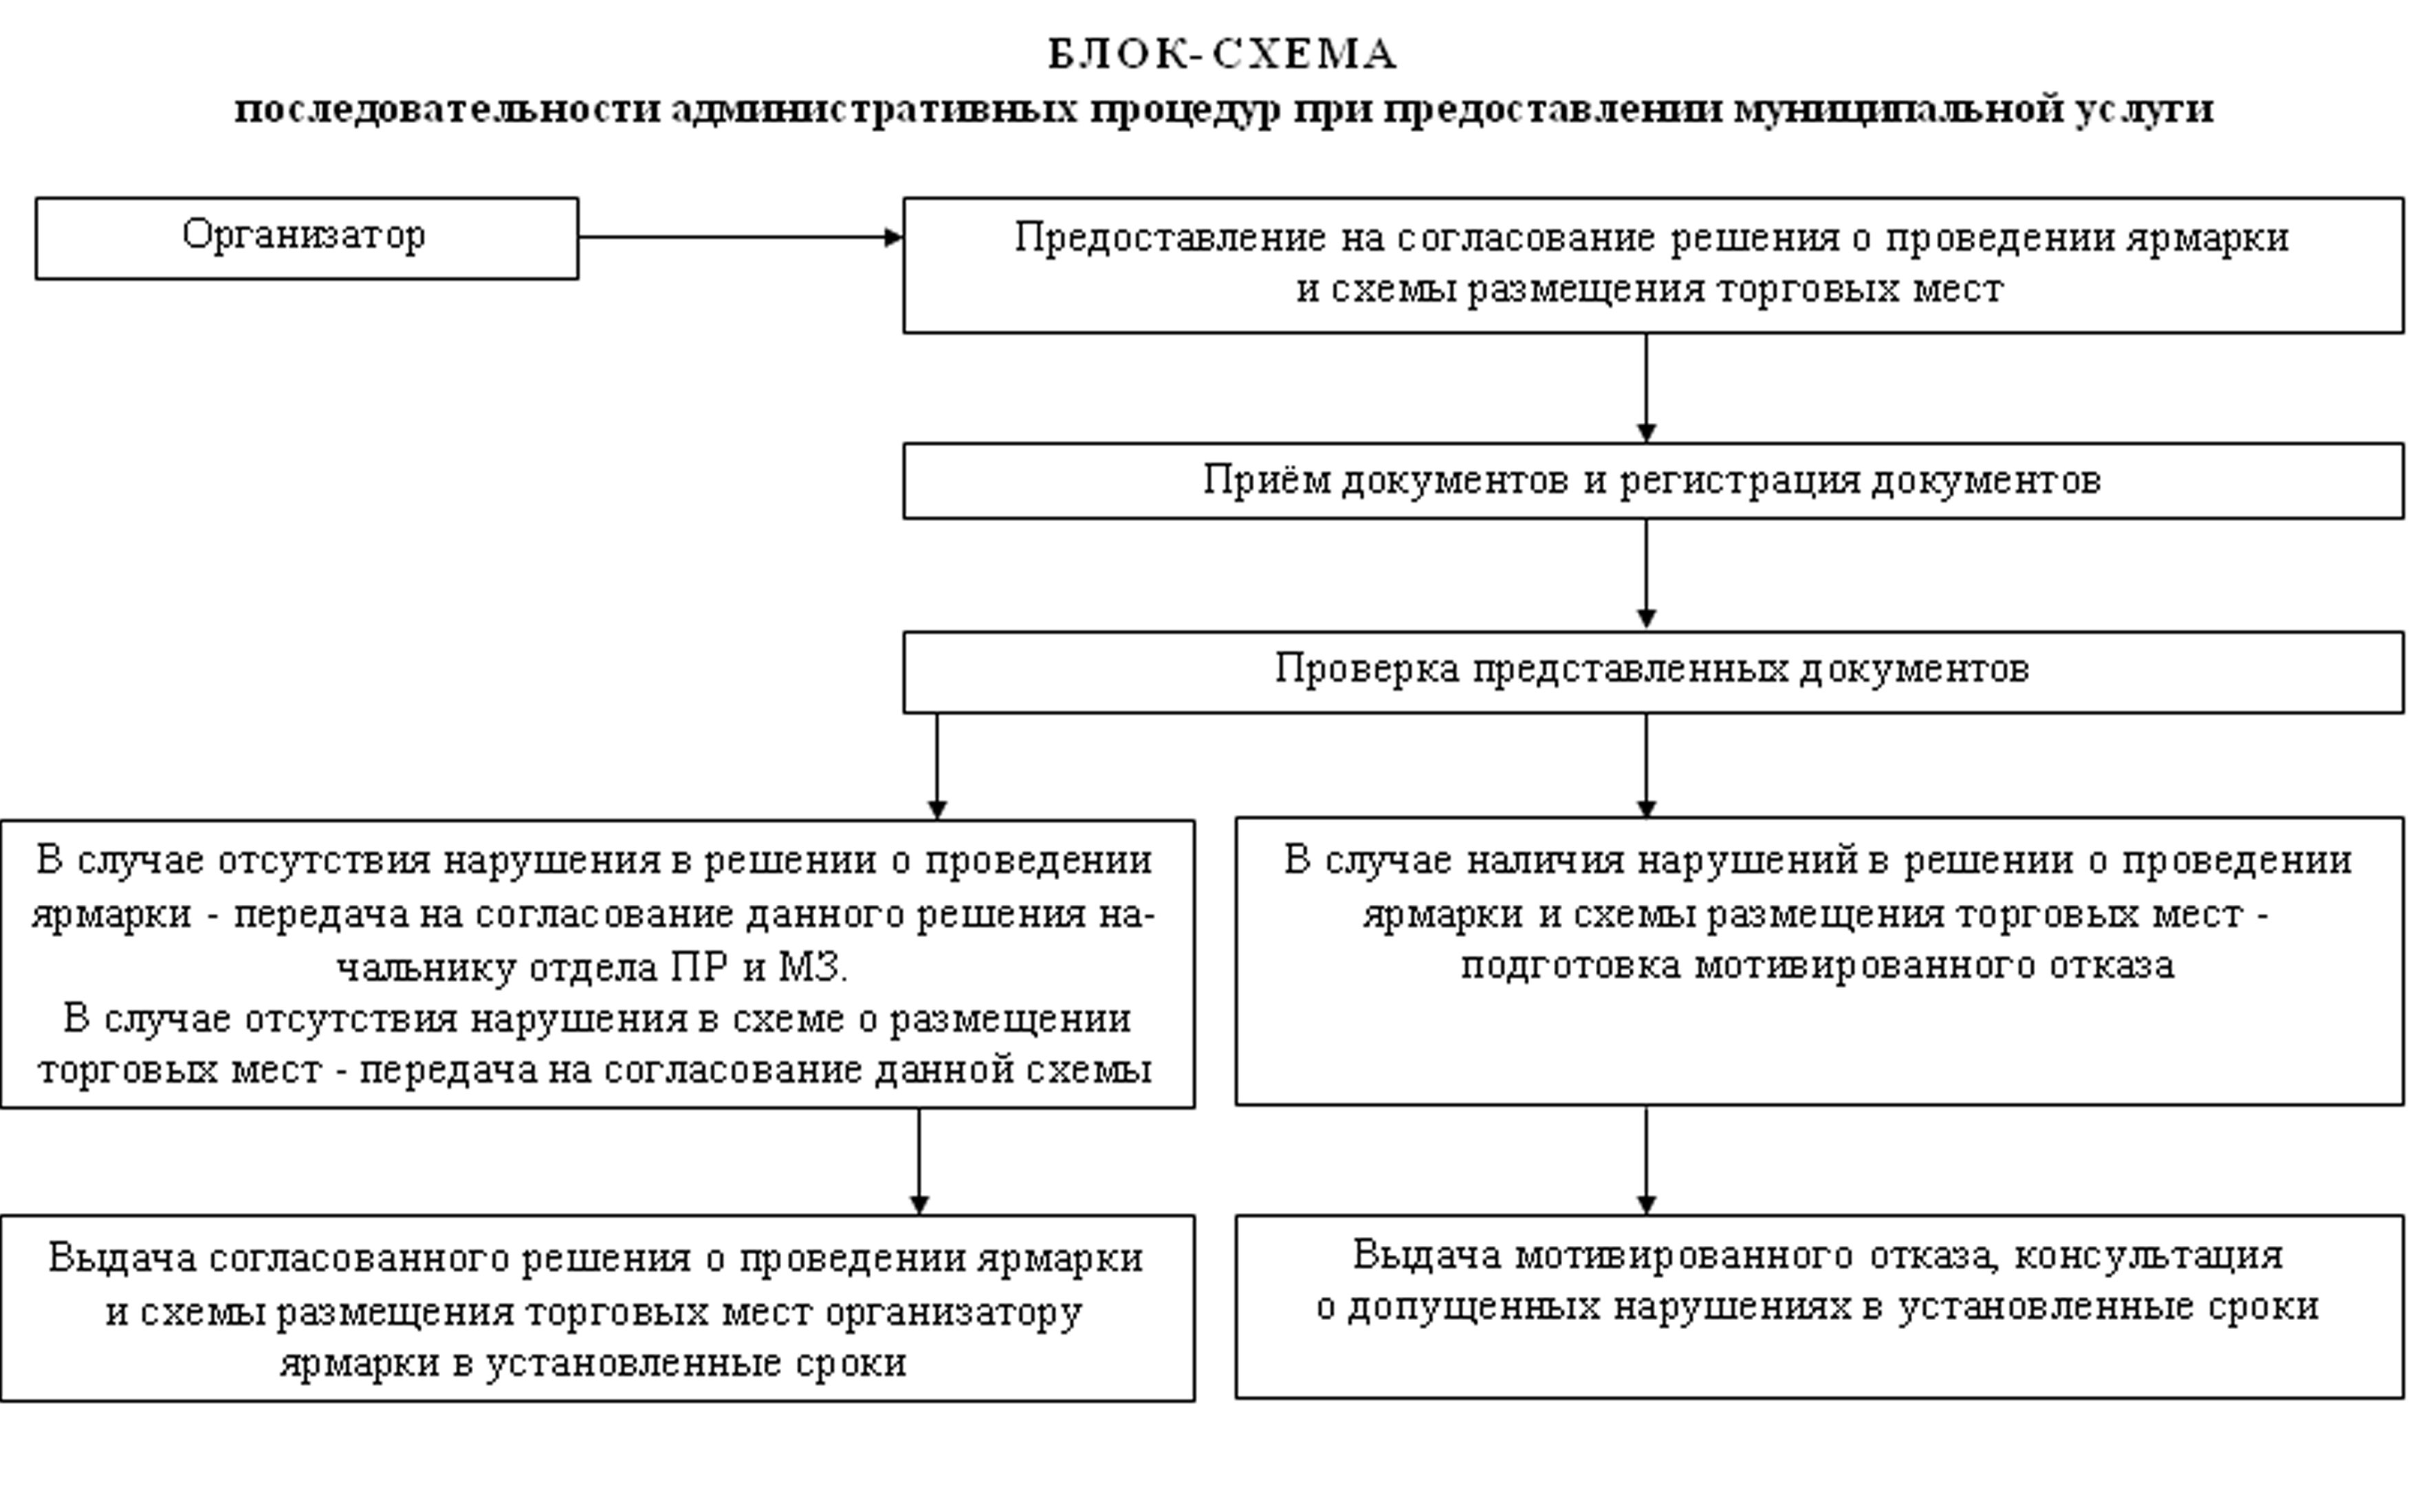 БЛОК-СХЕМА
последовательности административных процедур при предоставлении муниципальной услуги
Организатор
Предоставление на согласование решения о проведении ярмарки
и схемы размещения торговых мест
Приём документов и регистрация документов
Проверка представленных документов
В случае отсутствия нарушения в решении о проведении
ярмарки - передача на согласование данного решения на-
чальнику отдела ПР и МЗ.
В случае отсутствия нарушения в схеме о размещении
торговых мест - передача на согласование данной схемы
В случае наличия нарушений в решении о проведении
ярмарки и схемы размещения торговых мест -
подготовка мотивированного отказа
Выдача согласованного решения о проведении ярмарки
и схемы размещения торговых мест организатору
ярмарки в установленные сроки
Выдача мотивированного отказа, консультация
о допущенных нарушениях в установленные сроки